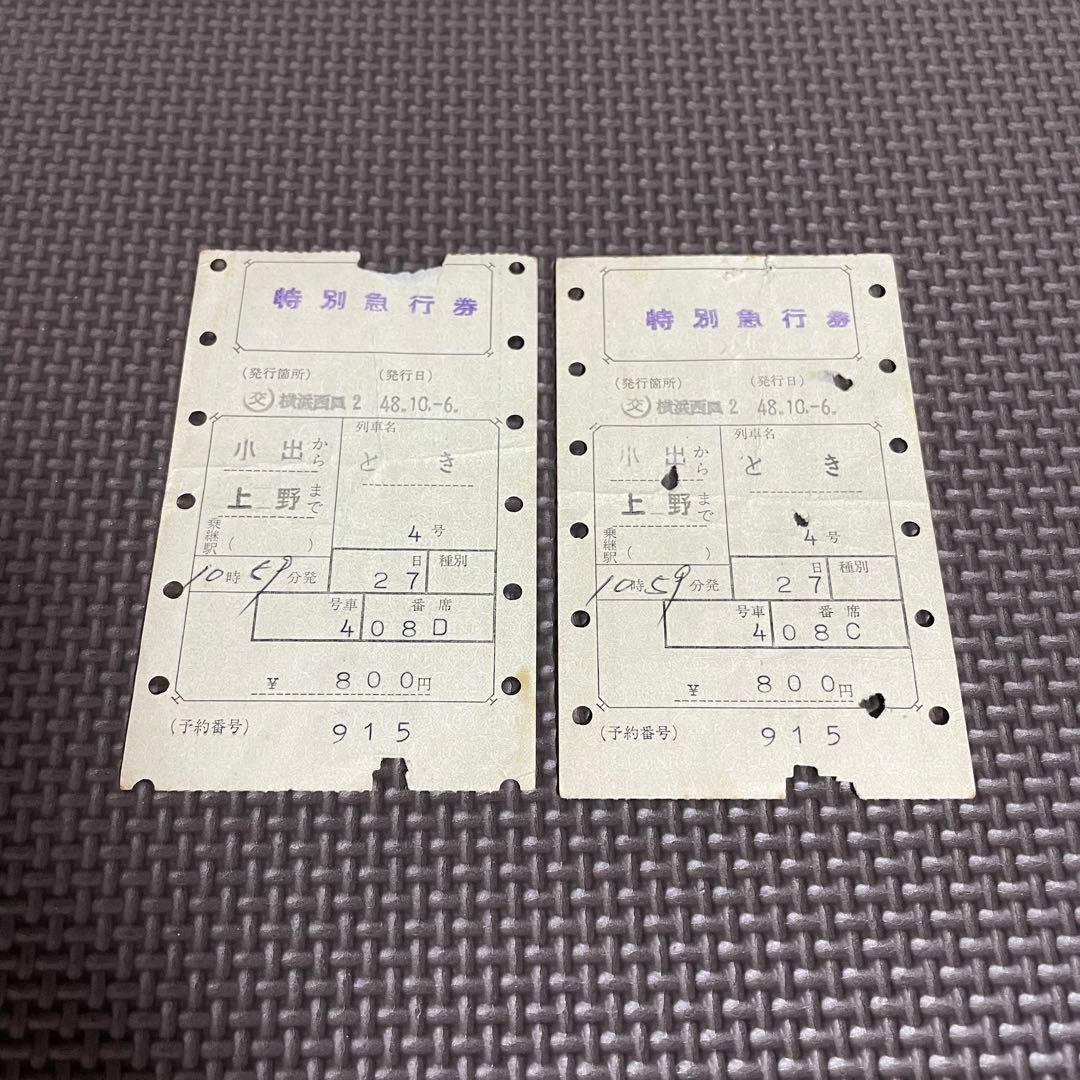 特別急行券
(発行箇所) (発行日)
交 横浜西口2 48.10.-6.
小出から
上野まで
乗継駅( )
列車名
とき
4号
10時59分発
日 27
種別
号車 4
番席 08D
¥ 800円
(予約番号) 915
特別急行券
(発行箇所) (発行日)
交 横浜西口2 48.10.-6.
小出から
上野まで
乗継駅( )
列車名
とき
4号
10時59分発
日 27
種別
号車 4
番席 08C
¥ 800円
(予約番号) 915